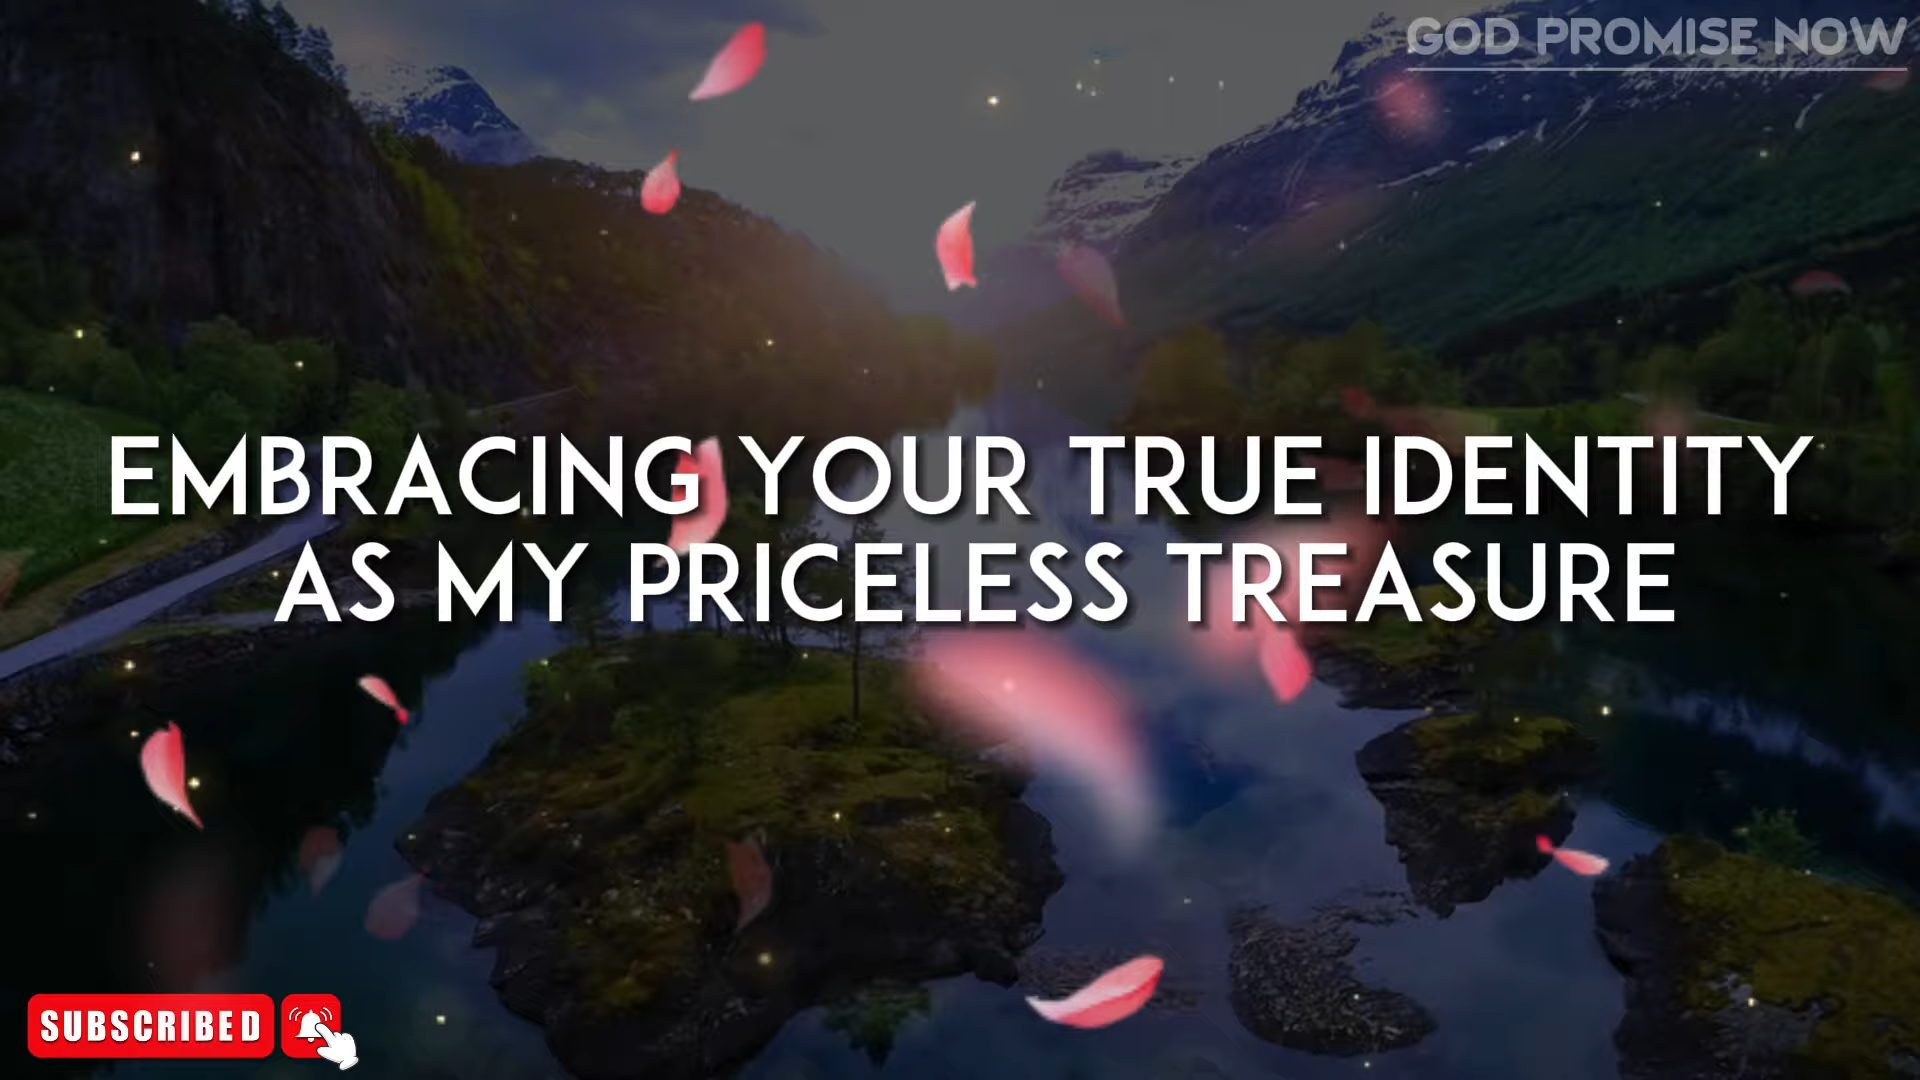 GOD PROMISE NOW
EMBRACING YOUR TRUE IDENTITY
AS MY PRICELESS TREASURE
SUBSCRIBED